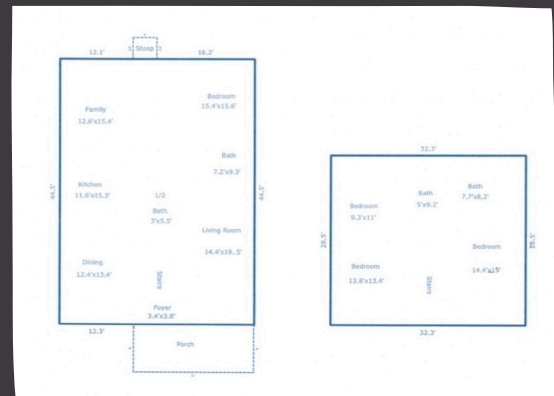 Stoop
12.1'
16.2'
Family
12.6'x15.4'
Bedroom
15.4'x15.6'
Bath
7.2'x9.3'
44.5'
44.5'
Kitchen
11.6'x15.3'
1/2
Bath
3'x5.5'
Living Room
14.4'x19..5'
Dining
12.4'x13.4'
Stairs
Foyer
3.4'x3.8'
12.3'
Porch
32.3'
28.5'
28.5'
Bedroom
9.3'x11'
Bath
5'x9.2'
Bath
7.7'x8.2'
Bedroom
12.8'x13.4'
Stairs
Bedroom
32.3'